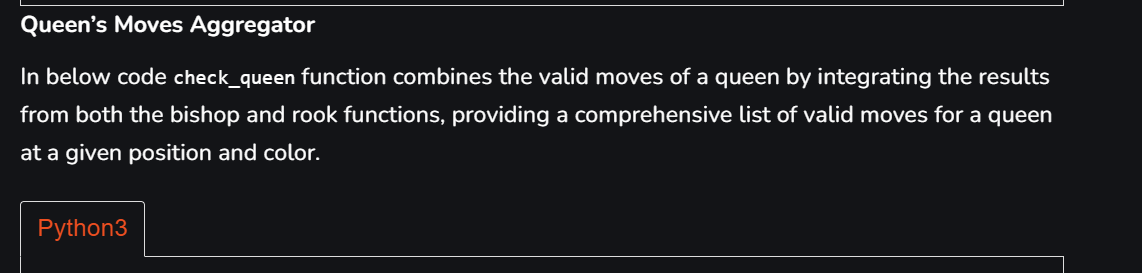 Queen’s Moves Aggregator
In below code check_queen function combines the valid moves of a queen by integrating the results
from both the bishop and rook functions, providing a comprehensive list of valid moves for a queen
at a given position and color.
Python3